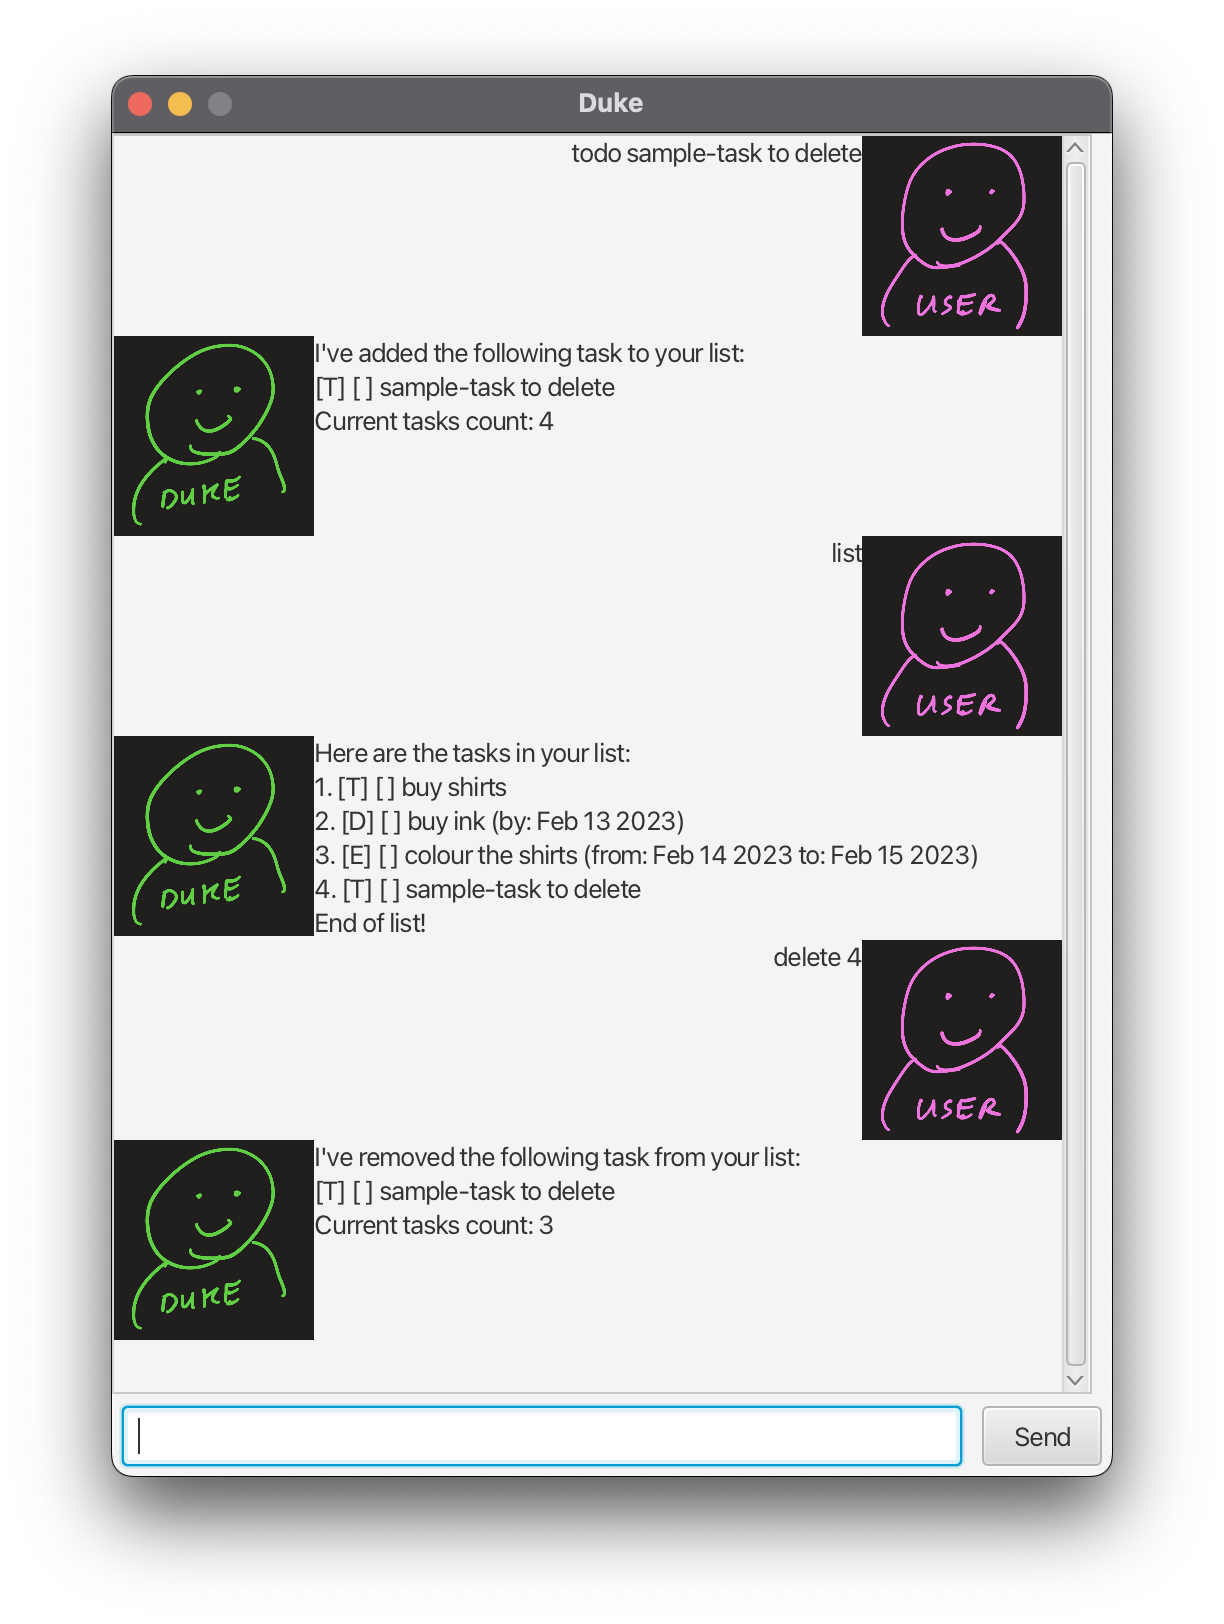 Duke
todo sample-task to delete
USER
I've added the following task to your list:
[T] [ ] sample-task to delete
Current tasks count: 4
DUKE
list
USER
Here are the tasks in your list:
1. [T] [ ] buy shirts
2. [D] [ ] buy ink (by: Feb 13 2023)
3. [E] [ ] colour the shirts (from: Feb 14 2023 to: Feb 15 2023)
4. [T] [ ] sample-task to delete
End of list!
DUKE
delete 4
USER
I've removed the following task from your list:
[T] [ ] sample-task to delete
Current tasks count: 3
DUKE
Send